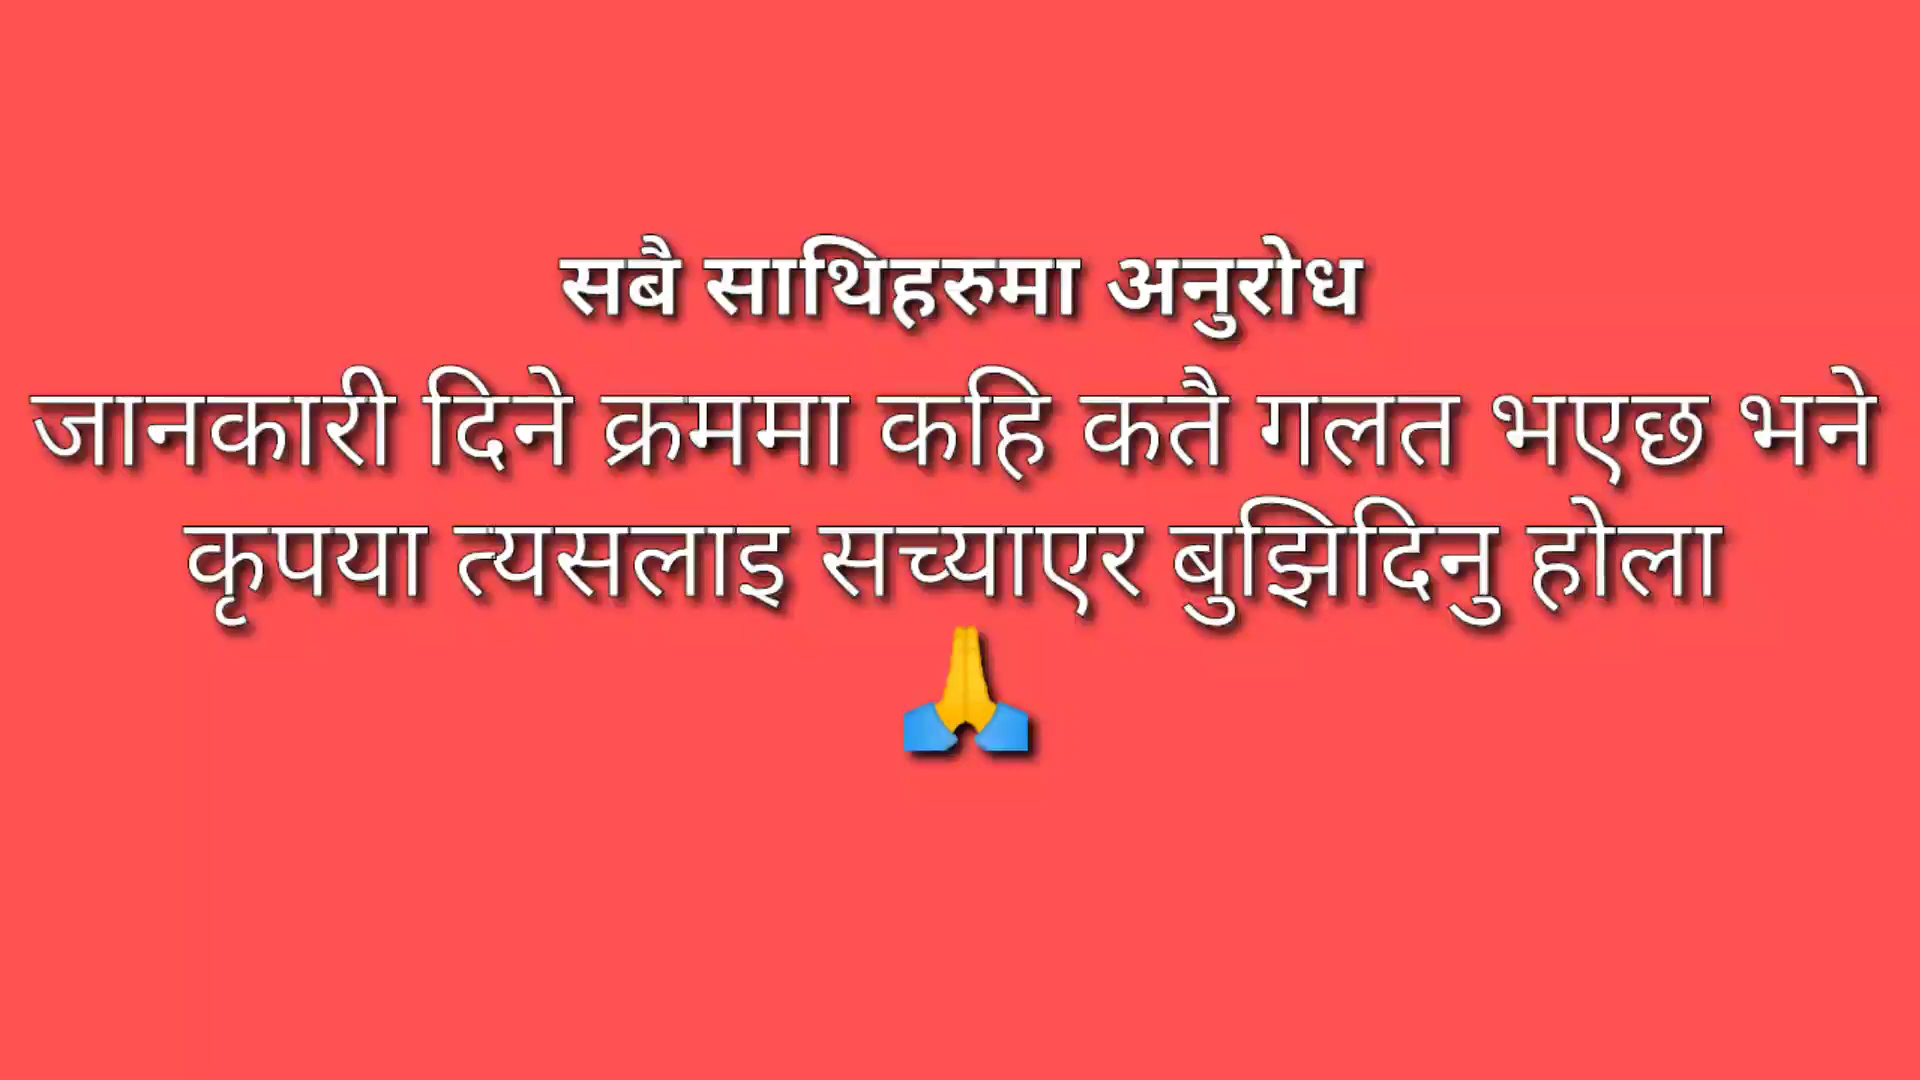 सबै साथिहरुमा अनुरोध
जानकारी दिने क्रममा कहि कतै गलत भएछ भने
कृपया त्यसलाइ सच्याएर बुझिदिनु होला
🙏